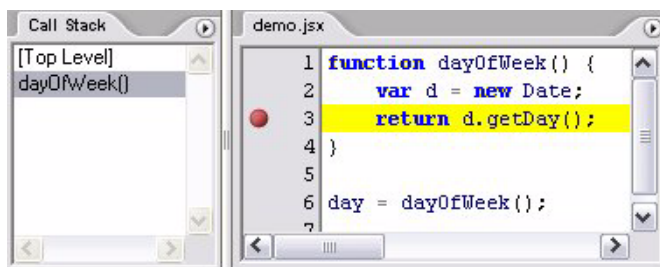 Call Stack
[Top Level]
dayOfWeek()
demo.jsx
1 function dayOfWeek() {
2 var d = new Date;
3 return d.getDay();
4 }
5
6 day = dayOfWeek();
7